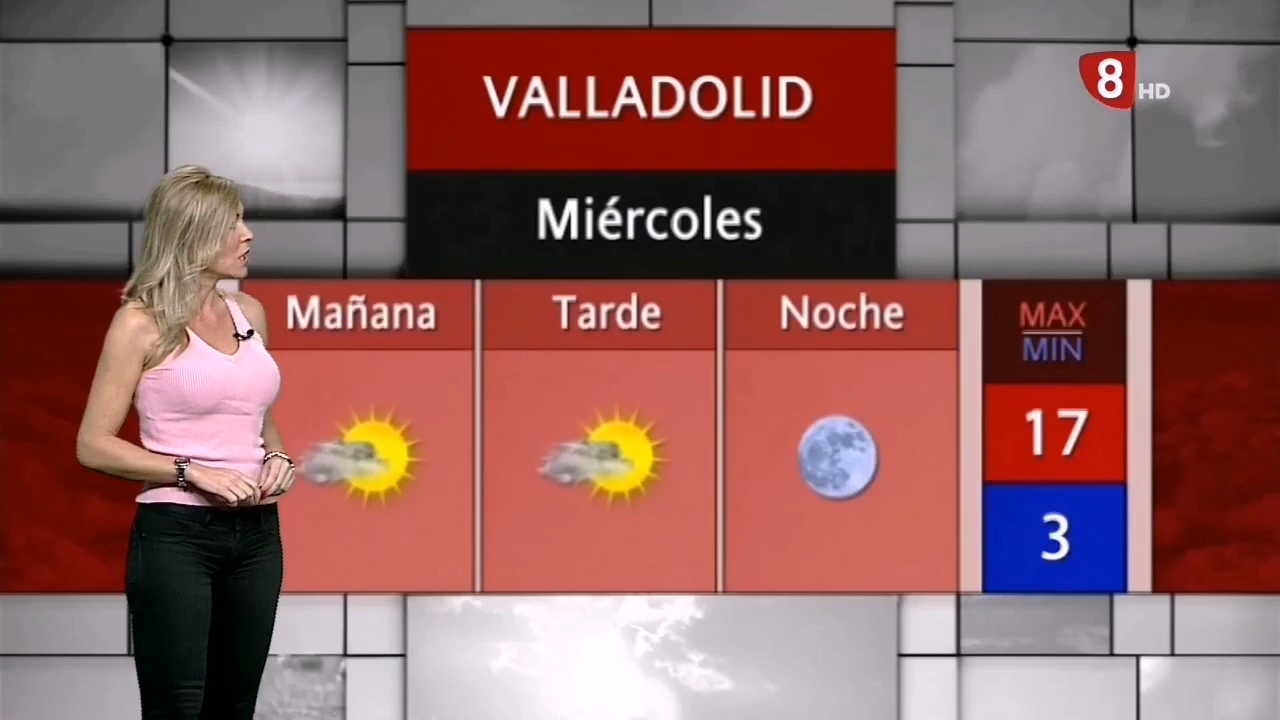 VALLADOLID
8 HD
Miércoles
Mañana
Tarde
Noche
MAX
MIN
17
3